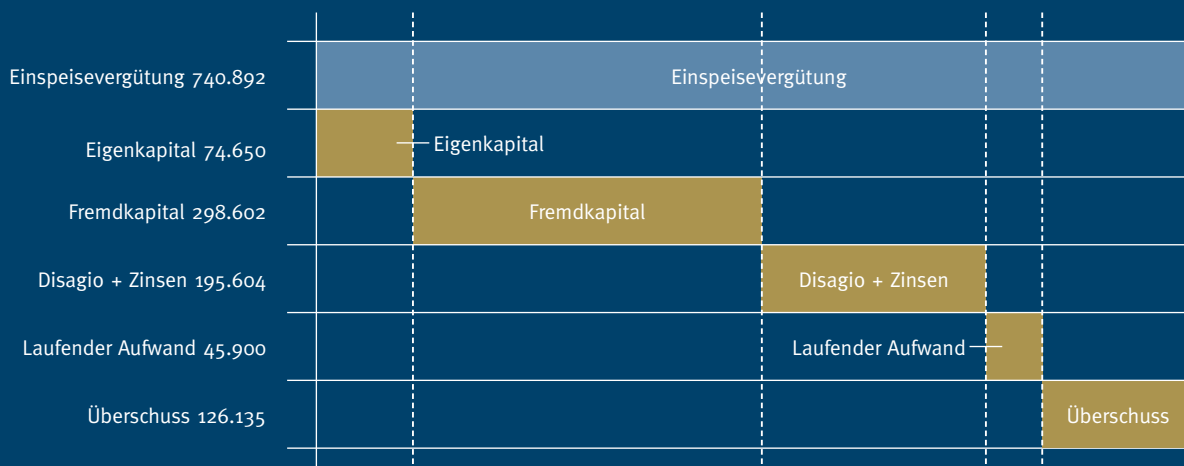 Einspeisevergütung 740.892
Einspeisevergütung
Eigenkapital 74.650
Eigenkapital
Fremdkapital 298.602
Fremdkapital
Disagio + Zinsen 195.604
Disagio + Zinsen
Laufender Aufwand 45.900
Laufender Aufwand
Überschuss 126.135
Überschuss